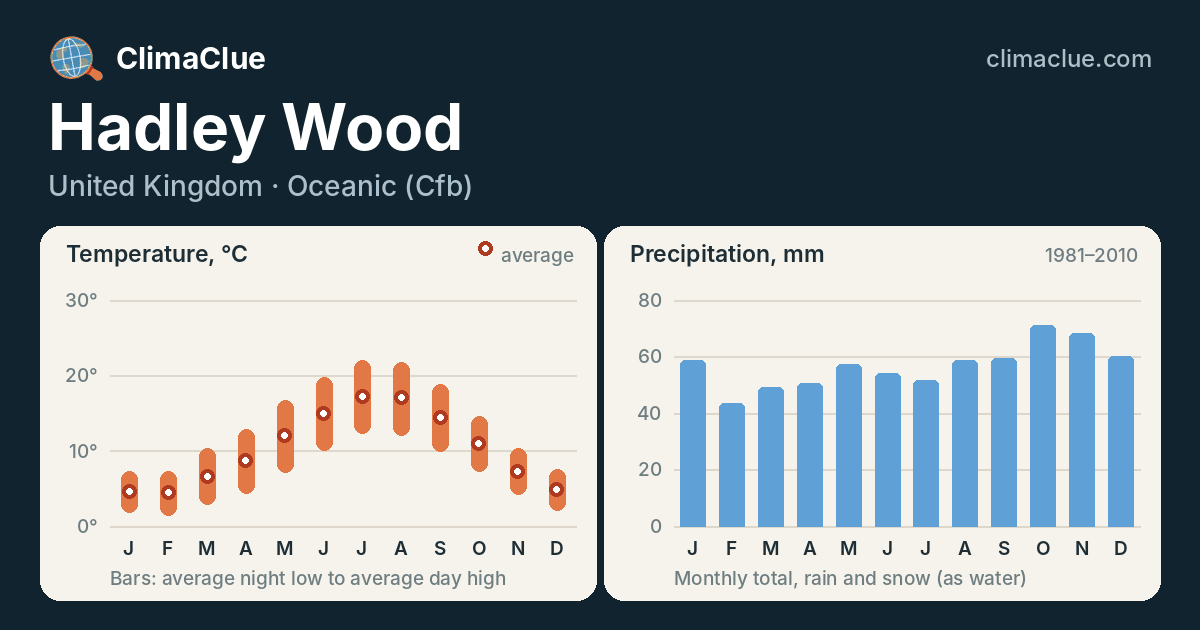 ClimaClue
climaclue.com
Hadley Wood
United Kingdom · Oceanic (Cfb)
Temperature, °C
average
30°
20°
10°
0°
J F M A M J J A S O N D
Bars: average night low to average day high
Precipitation, mm
1981–2010
80
60
40
20
0
J F M A M J J A S O N D
Monthly total, rain and snow (as water)